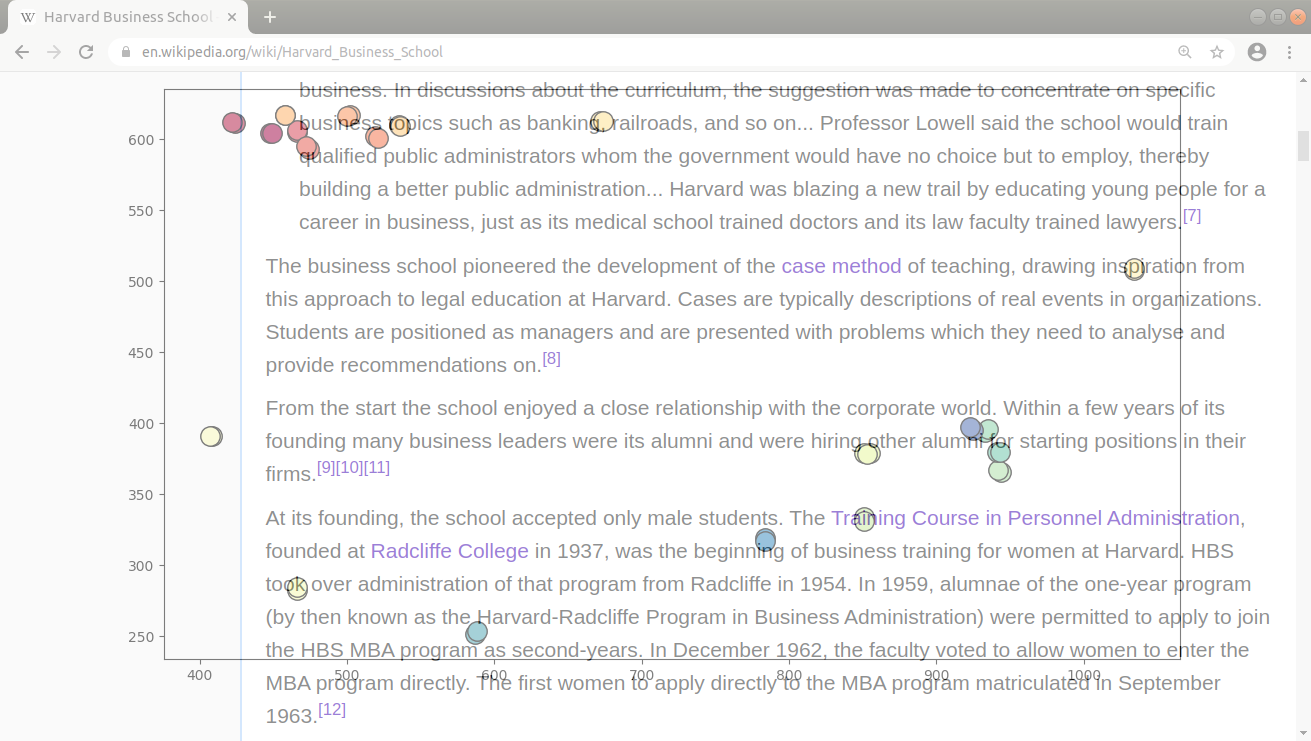 Harvard Business School
en.wikipedia.org/wiki/Harvard_Business_School
business. In discussions about the curriculum, the suggestion was made to concentrate on specific
business topics such as banking, railroads, and so on... Professor Lowell said the school would train
qualified public administrators whom the government would have no choice but to employ, thereby
building a better public administration... Harvard was blazing a new trail by educating young people for a
career in business, just as its medical school trained doctors and its law faculty trained lawyers.[7]
The business school pioneered the development of the case method of teaching, drawing inspiration from
this approach to legal education at Harvard. Cases are typically descriptions of real events in organizations.
Students are positioned as managers and are presented with problems which they need to analyse and
provide recommendations on.[8]
From the start the school enjoyed a close relationship with the corporate world. Within a few years of its
founding many business leaders were its alumni and were hiring other alumni for starting positions in their
firms.[9][10][11]
At its founding, the school accepted only male students. The Training Course in Personnel Administration,
founded at Radcliffe College in 1937, was the beginning of business training for women at Harvard. HBS
took over administration of that program from Radcliffe in 1954. In 1959, alumnae of the one-year program
(by then known as the Harvard-Radcliffe Program in Business Administration) were permitted to apply to join
the HBS MBA program as second-years. In December 1962, the faculty voted to allow women to enter the
MBA program directly. The first women to apply directly to the MBA program matriculated in September
1963.[12]
600
550
500
450
400
350
300
250
400 500 600 700 800 900 1000